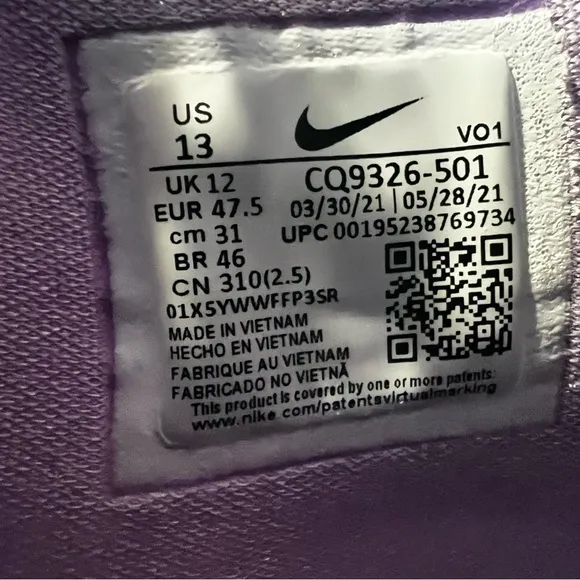 US
13
VO1
UK 12
CQ9326-501
EUR 47.5
03/30/21 | 05/28/21
cm 31
UPC 00195238769734
BR 46
CN 310(2.5)
01X5YWWFFP3SR
MADE IN VIETNAM
HECHO EN VIETNAM
FABRIQUE AU VIETNAM
FABRICADO NO VIETNÃ
This product is covered by one or more patents:
www.nike.com/patentsvirtualmarking